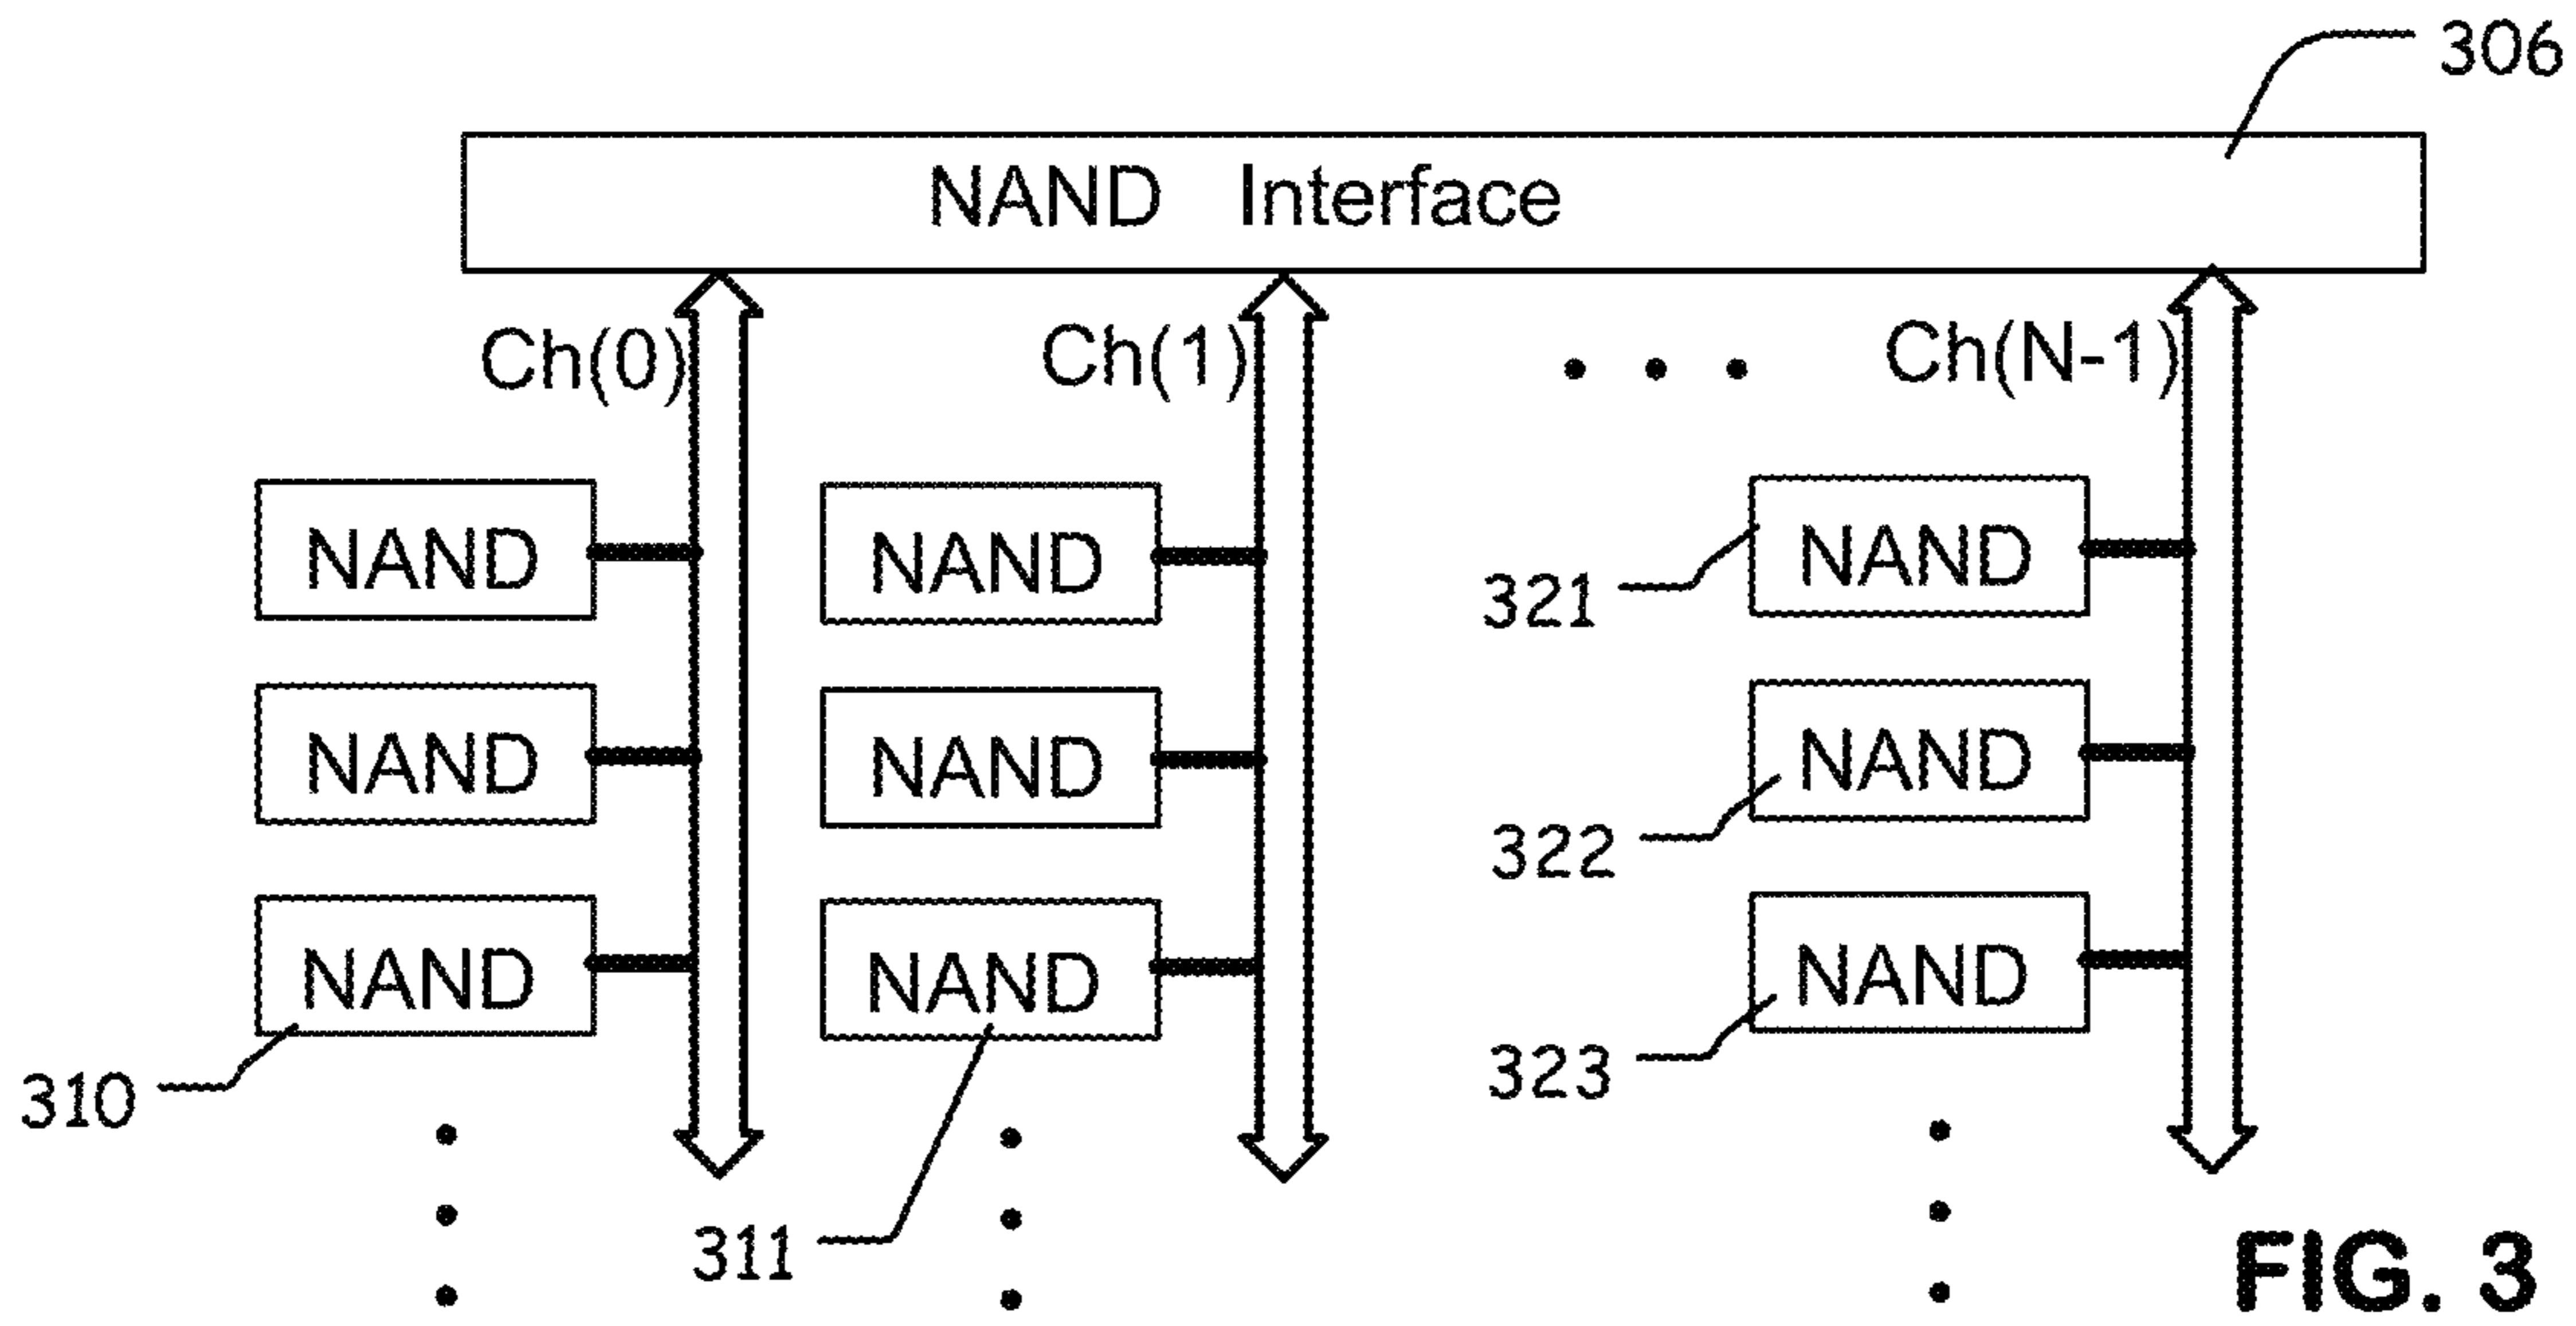 306
NAND Interface
Ch(0) Ch(1) • • • Ch(N-1)
NAND NAND NAND
321
NAND NAND NAND
322
NAND NAND NAND
323
310
311
FIG. 3